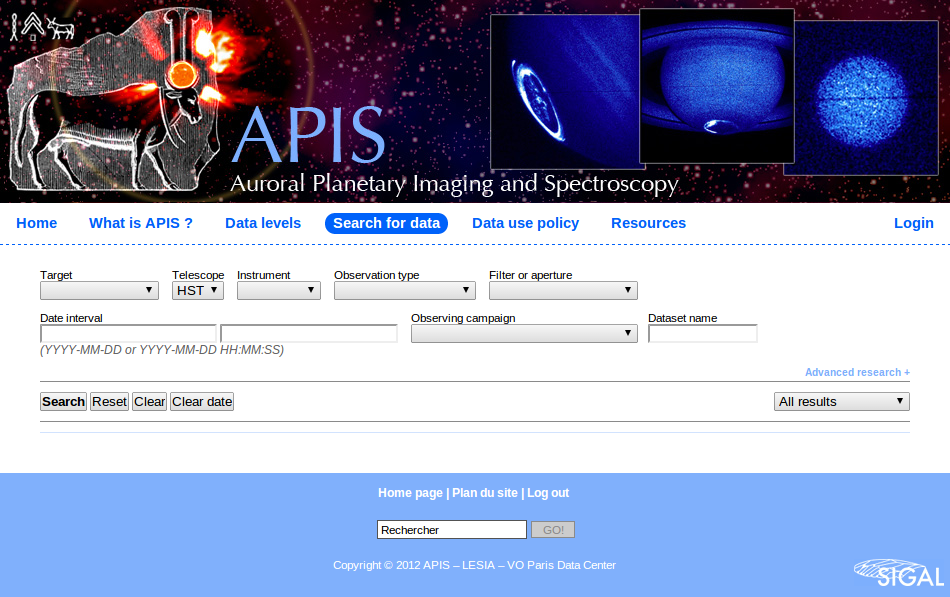 APIS
Auroral Planetary Imaging and Spectroscopy
Home What is APIS ? Data levels Search for data Data use policy Resources Login
Target Telescope Instrument Observation type Filter or aperture
HST
Date interval Observing campaign Dataset name
(YYYY-MM-DD or YYYY-MM-DD HH:MM:SS)
Advanced research +
Search Reset Clear Clear date All results
Home page | Plan du site | Log out
Rechercher GO!
Copyright © 2012 APIS – LESIA – VO Paris Data Center
SIGAL